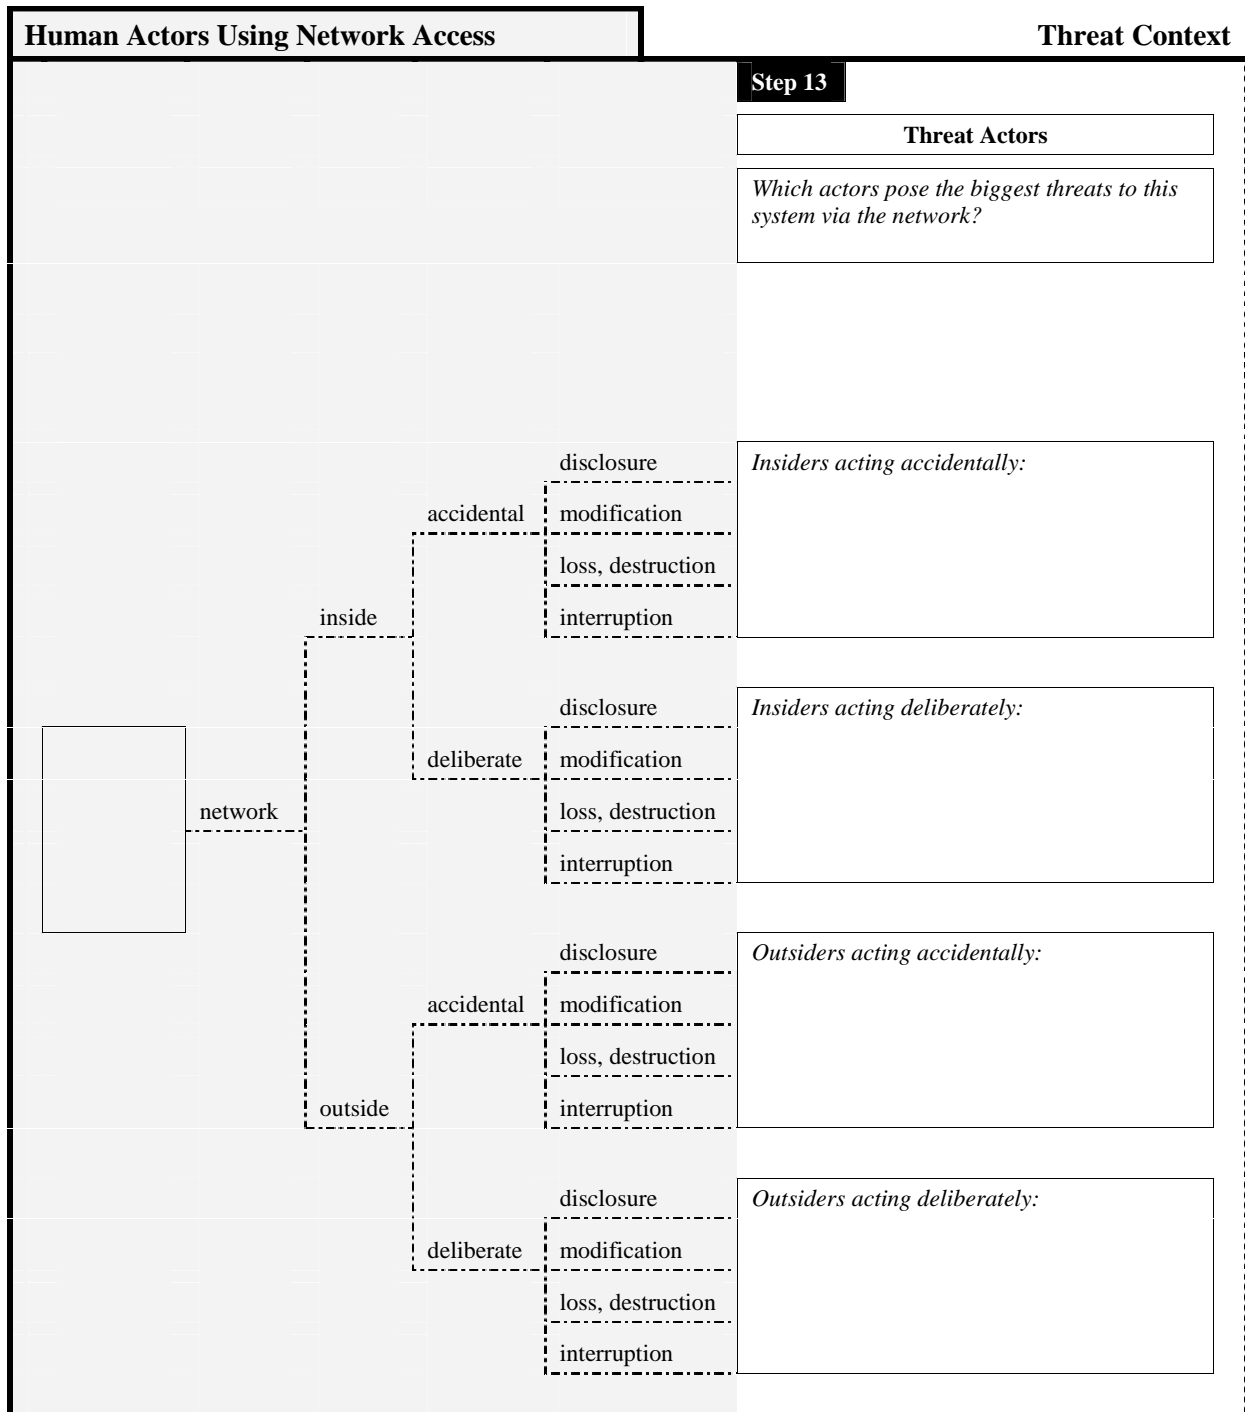 Human Actors Using Network Access
Threat Context
Step 13
Threat Actors
Which actors pose the biggest threats to this
system via the network?
disclosure
Insiders acting accidentally:
accidental
modification
loss, destruction
inside
interruption
disclosure
Insiders acting deliberately:
deliberate
modification
network
loss, destruction
interruption
disclosure
Outsiders acting accidentally:
accidental
modification
loss, destruction
outside
interruption
disclosure
Outsiders acting deliberately:
deliberate
modification
loss, destruction
interruption